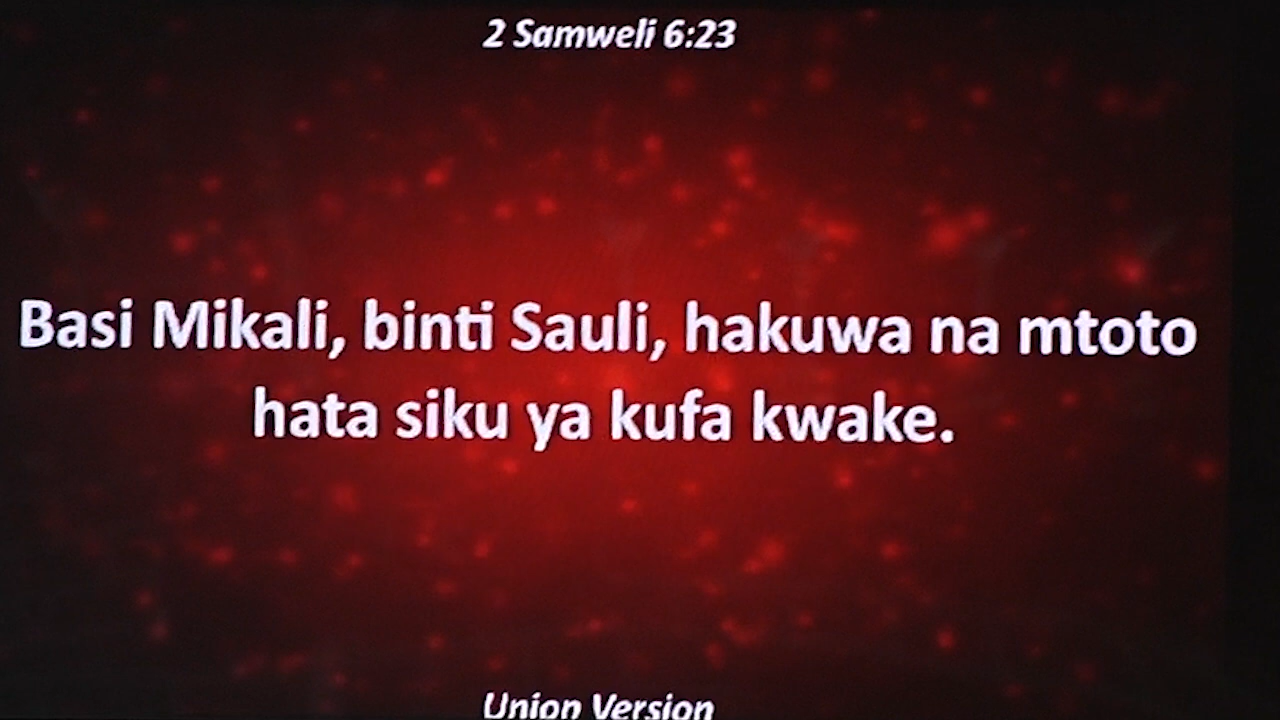 2 Samweli 6:23
Basi Mikali, binti Sauli, hakuwa na mtoto
hata siku ya kufa kwake.
Union Version